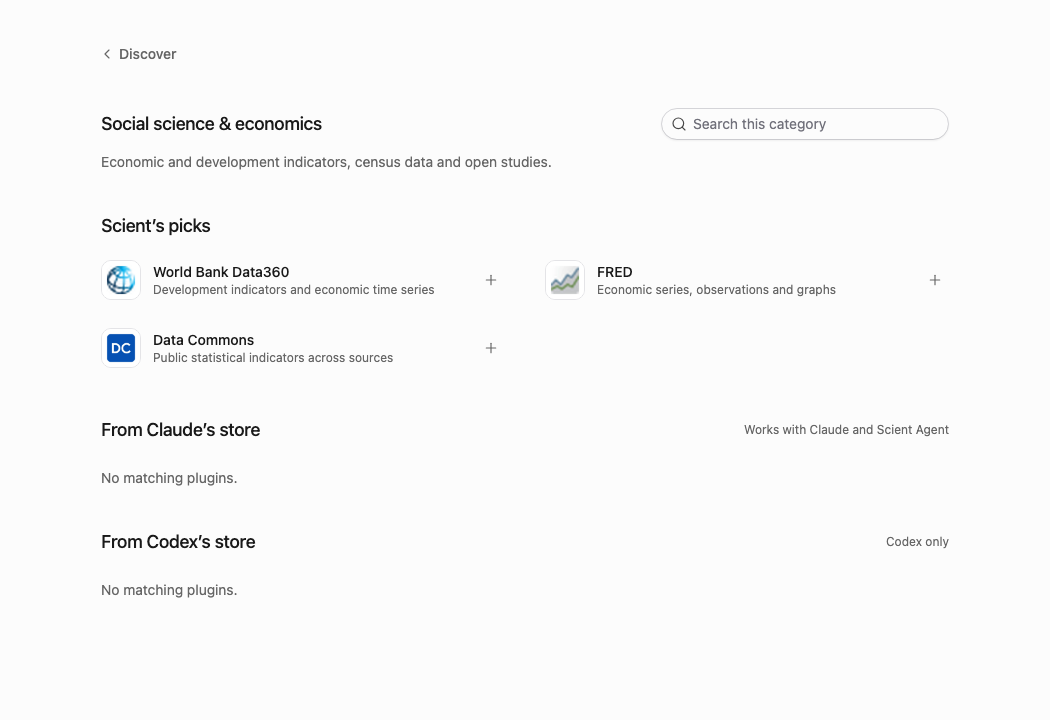 Discover
Social science & economics
Search this category
Economic and development indicators, census data and open studies.
Scient’s picks
World Bank Data360
Development indicators and economic time series
FRED
Economic series, observations and graphs
DC
Data Commons
Public statistical indicators across sources
From Claude’s store
Works with Claude and Scient Agent
No matching plugins.
From Codex’s store
Codex only
No matching plugins.